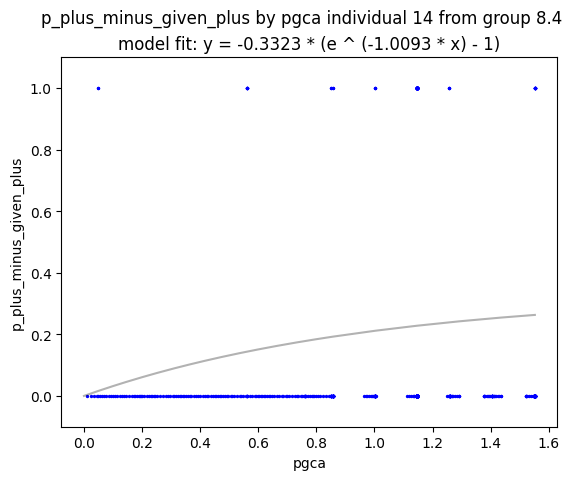 p_plus_minus_given_plus by pgca individual 14 from group 8.4
model fit: y = -0.3323 * (e ^ (-1.0093 * x) - 1)
1.0
0.8
0.6
0.4
0.2
0.0
p_plus_minus_given_plus
0.0 0.2 0.4 0.6 0.8 1.0 1.2 1.4 1.6
pgca